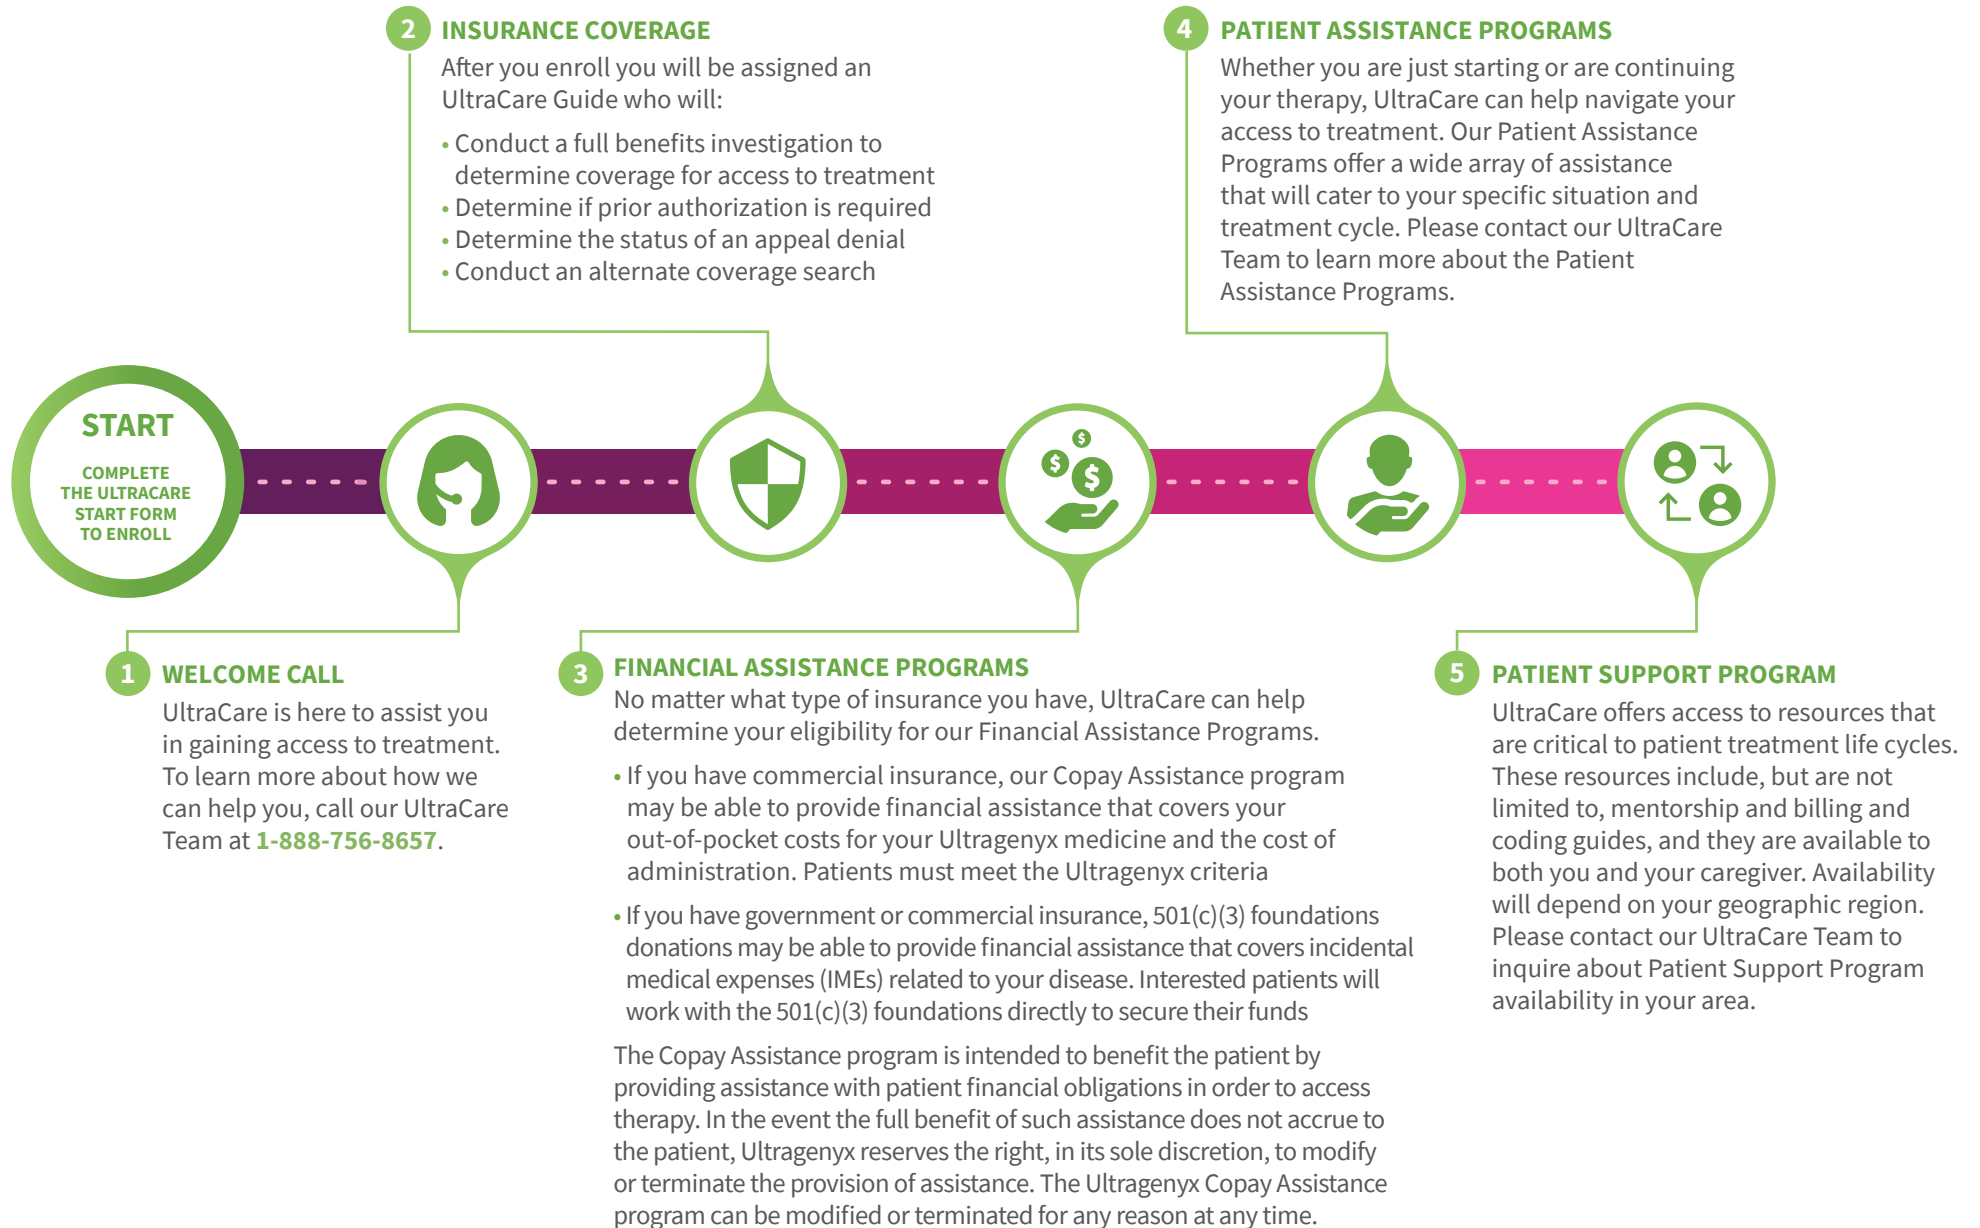 START
COMPLETE
THE ULTRACARE
START FORM
TO ENROLL
1 WELCOME CALL
UltraCare is here to assist you
in gaining access to treatment.
To learn more about how we
can help you, call our UltraCare
Team at 1-888-756-8657.
2 INSURANCE COVERAGE
After you enroll you will be assigned an
UltraCare Guide who will:
• Conduct a full benefits investigation to
determine coverage for access to treatment
• Determine if prior authorization is required
• Determine the status of an appeal denial
• Conduct an alternate coverage search
3 FINANCIAL ASSISTANCE PROGRAMS
No matter what type of insurance you have, UltraCare can help
determine your eligibility for our Financial Assistance Programs.
• If you have commercial insurance, our Copay Assistance program
may be able to provide financial assistance that covers your
out-of-pocket costs for your Ultragenyx medicine and the cost of
administration. Patients must meet the Ultragenyx criteria
• If you have government or commercial insurance, 501(c)(3) foundations
donations may be able to provide financial assistance that covers incidental
medical expenses (IMEs) related to your disease. Interested patients will
work with the 501(c)(3) foundations directly to secure their funds
The Copay Assistance program is intended to benefit the patient by
providing assistance with patient financial obligations in order to access
therapy. In the event the full benefit of such assistance does not accrue to
the patient, Ultragenyx reserves the right, in its sole discretion, to modify
or terminate the provision of assistance. The Ultragenyx Copay Assistance
program can be modified or terminated for any reason at any time.
4 PATIENT ASSISTANCE PROGRAMS
Whether you are just starting or are continuing
your therapy, UltraCare can help navigate your
access to treatment. Our Patient Assistance
Programs offer a wide array of assistance
that will cater to your specific situation and
treatment cycle. Please contact our UltraCare
Team to learn more about the Patient
Assistance Programs.
5 PATIENT SUPPORT PROGRAM
UltraCare offers access to resources that
are critical to patient treatment life cycles.
These resources include, but are not
limited to, mentorship and billing and
coding guides, and they are available to
both you and your caregiver. Availability
will depend on your geographic region.
Please contact our UltraCare Team to
inquire about Patient Support Program
availability in your area.
$
$
$